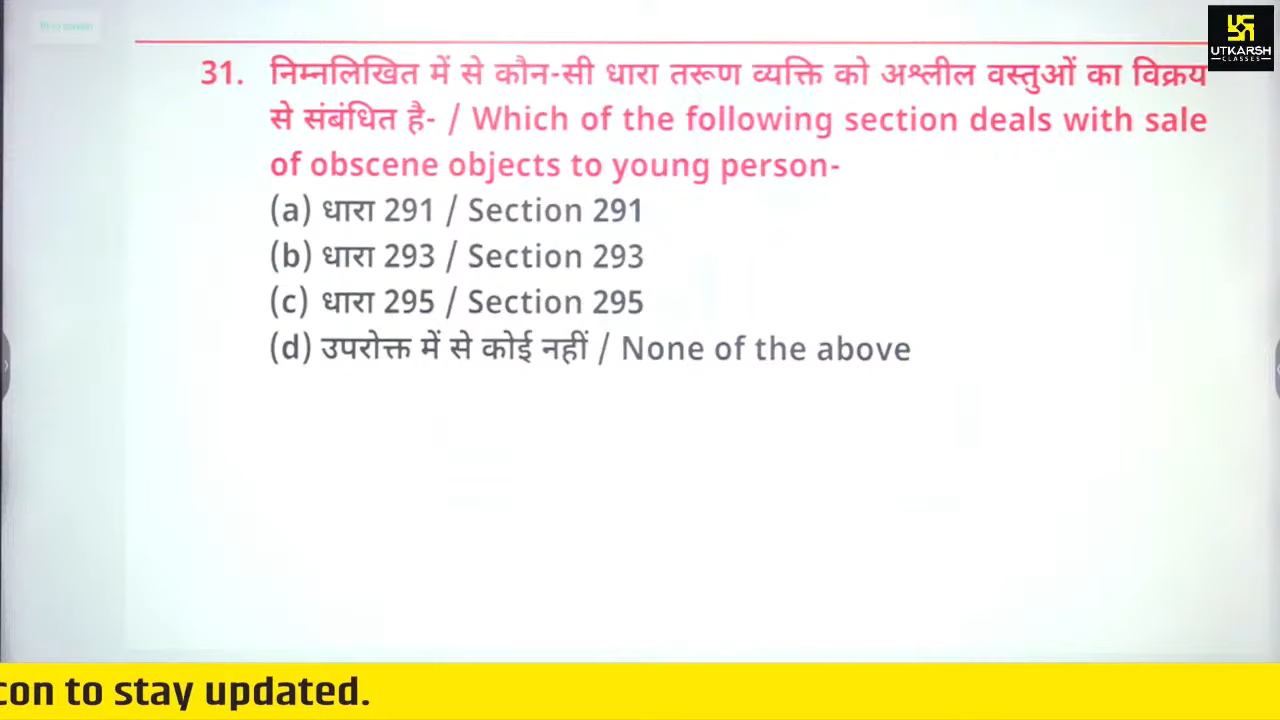 UTKARSH
CLASSES
31. निम्नलिखित में से कौन-सी धारा तरूण व्यक्ति को अश्लील वस्तुओं का विक्रय
से संबंधित है- / Which of the following section deals with sale
of obscene objects to young person-
(a) धारा 291 / Section 291
(b) धारा 293 / Section 293
(c) धारा 295 / Section 295
(d) उपरोक्त में से कोई नहीं / None of the above
con to stay updated.